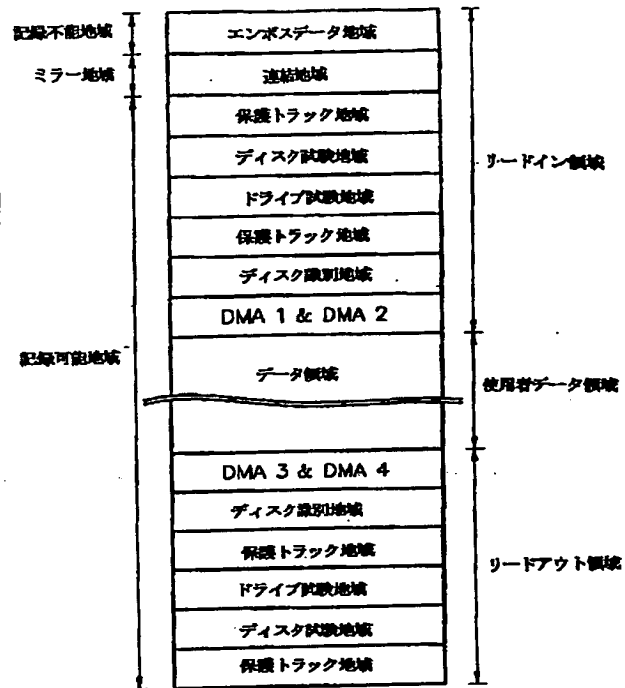 記録不能地域
エンボスデータ地域
ミラー地域
連結地域
保護トラック地域
ディスク試験地域
リードイン領域
ドライブ試験地域
保護トラック地域
ディスク識別地域
DMA 1 & DMA 2
記録可能地域
データ領域
使用者データ領域
DMA 3 & DMA 4
ディスク識別地域
保護トラック地域
リードアウト領域
ドライブ試験地域
ディスク試験地域
保護トラック地域